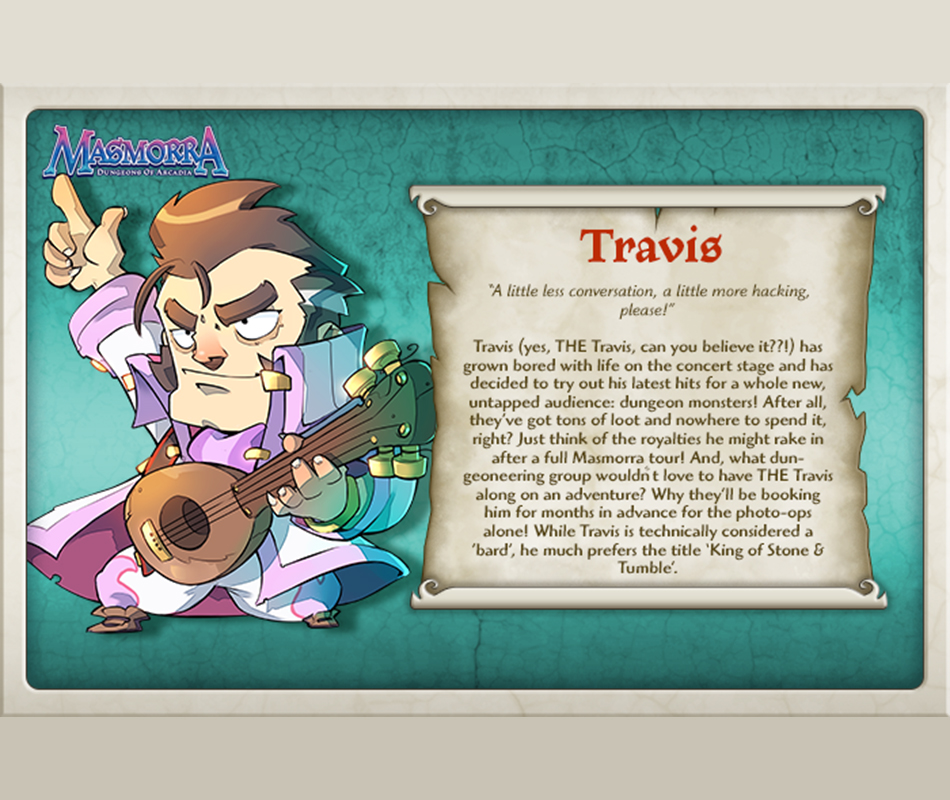 MASMORRA
DUNGEONS OF ARCADIA
Travis
"A little less conversation, a little more hacking,
please!"
Travis (yes, THE Travis, can you believe it??!) has
grown bored with life on the concert stage and has
decided to try out his latest hits for a whole new,
untapped audience: dungeon monsters! After all,
they've got tons of loot and nowhere to spend it,
right? Just think of the royalties he might rake in
after a full Masmorra tour! And, what dun-
geoneering group wouldn't love to have THE Travis
along on an adventure? Why they'll be booking
him for months in advance for the photo-ops
alone! While Travis is technically considered a
'bard', he much prefers the title 'King of Stone &
Tumble'.